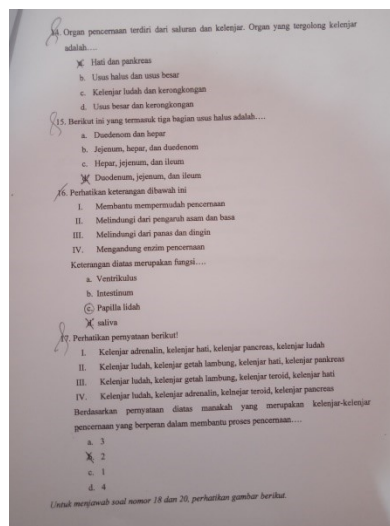 14. Organ pencernaan terdiri dari saluran dan kelenjar. Organ yang tergolong kelenjar
adalah....
a. Hati dan pankreas
b. Usus halus dan usus besar
c. Kelenjar ludah dan kerongkongan
d. Usus besar dan kerongkongan
15. Berikut ini yang termasuk tiga bagian usus halus adalah....
a. Duedenom dan hepar
b. Jejenum, hepar, dan duedenom
c. Hepar, jejenum, dan ileum
d. Duodenum, jejenum, dan ileum
16. Perhatikan keterangan dibawah ini
I. Membantu mempermudah pencernaan
II. Melindungi dari pengaruh asam dan basa
III. Melindungi dari panas dan dingin
IV. Mengandung enzim pencernaan
Keterangan diatas merupakan fungsi....
a. Ventrikulus
b. Intestinum
c. Papilla lidah
d. saliva
17. Perhatikan pernyataan berikut!
I. Kelenjar adrenalin, kelenjar hati, kelenjar pancreas, kelenjar ludah
II. Kelenjar ludah, kelenjar getah lambung, kelenjar hati, kelenjar pankreas
III. Kelenjar ludah, kelenjar getah lambung, kelenjar teroid, kelenjar hati
IV. Kelenjar ludah, kelenjar adrenalin, kelnejar teroid, kelenjar pancreas
Berdasarkan pernyataan diatas manakah yang merupakan kelenjar-kelenjar
pencernaan yang berperan dalam membantu proses pencernaan....
a. 3
b. 2
c. 1
d. 4
Untuk menjawab soal nomor 18 dan 20, perhatikan gambar berikut.